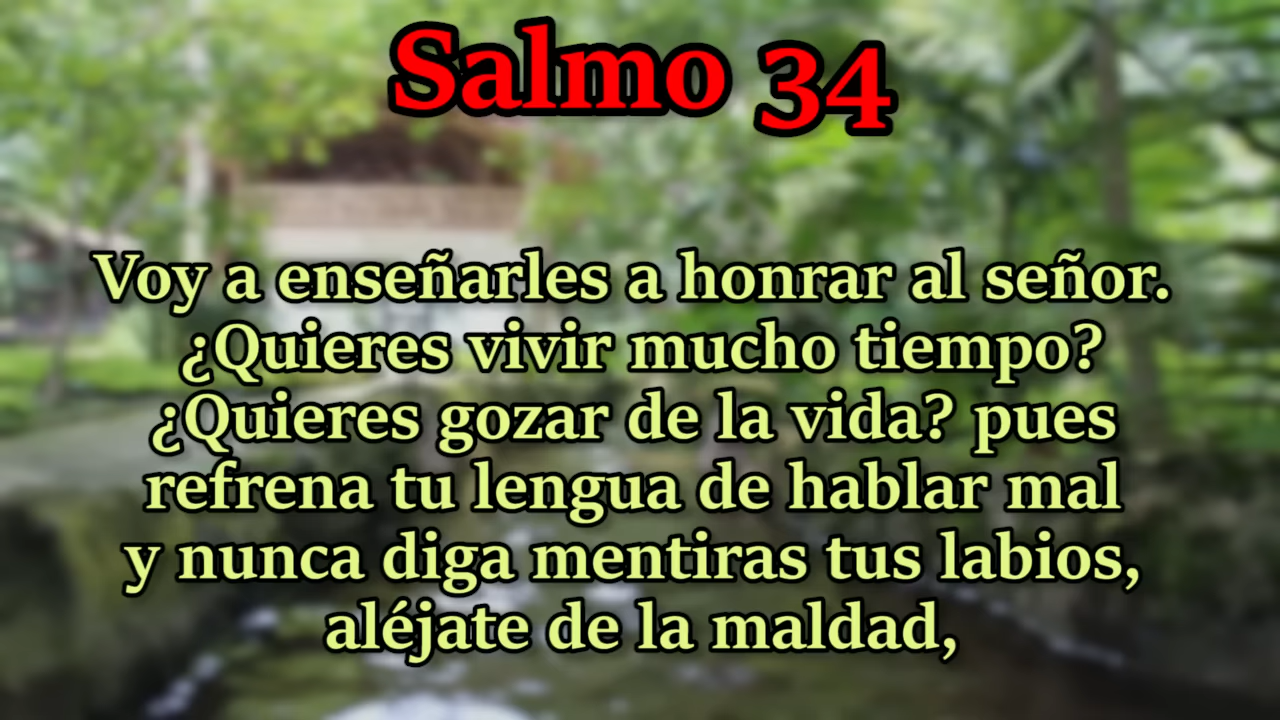 Salmo 34
Voy a enseñarles a honrar al señor.
¿Quieres vivir mucho tiempo?
¿Quieres gozar de la vida? pues
refrena tu lengua de hablar mal
y nunca diga mentiras tus labios,
aléjate de la maldad,